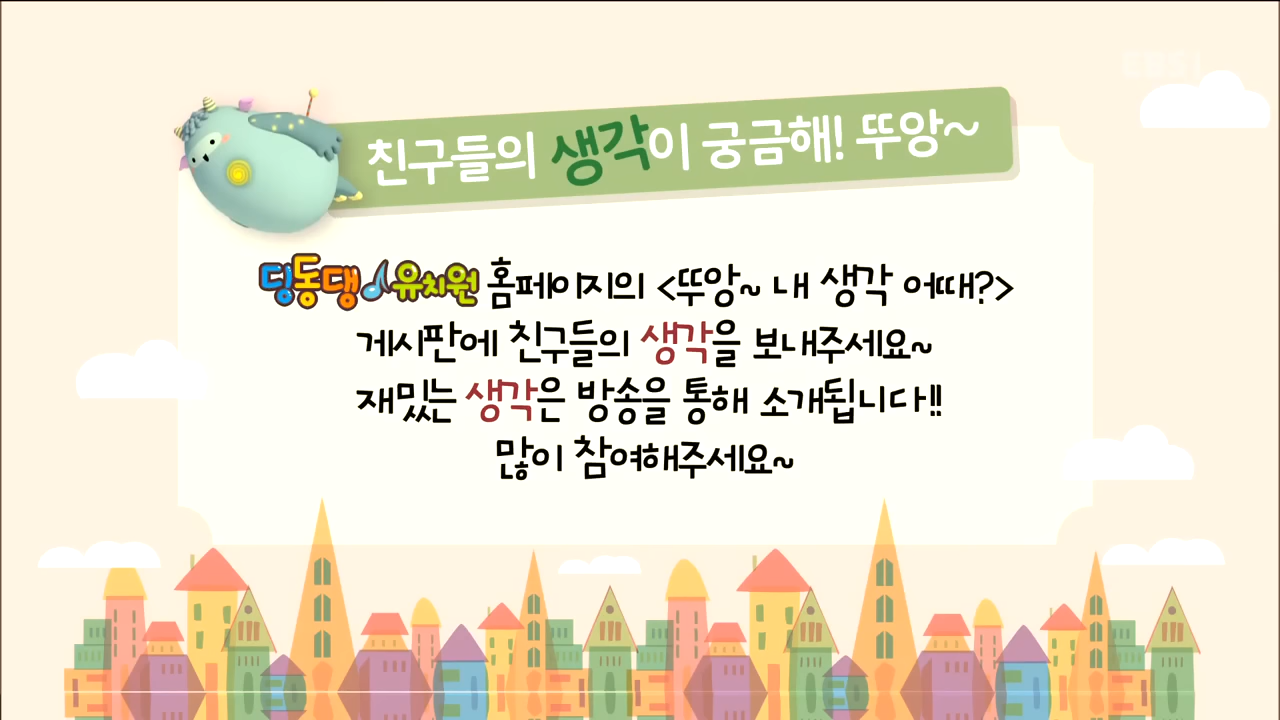 EBS1
친구들의 생각이 궁금해! 뚜앙~
딩동댕유치원 홈페이지의 <뚜앙~ 내 생각 어때?>
게시판에 친구들의 생각을 보내주세요~
재밌는 생각은 방송을 통해 소개됩니다!!
많이 참여해주세요~